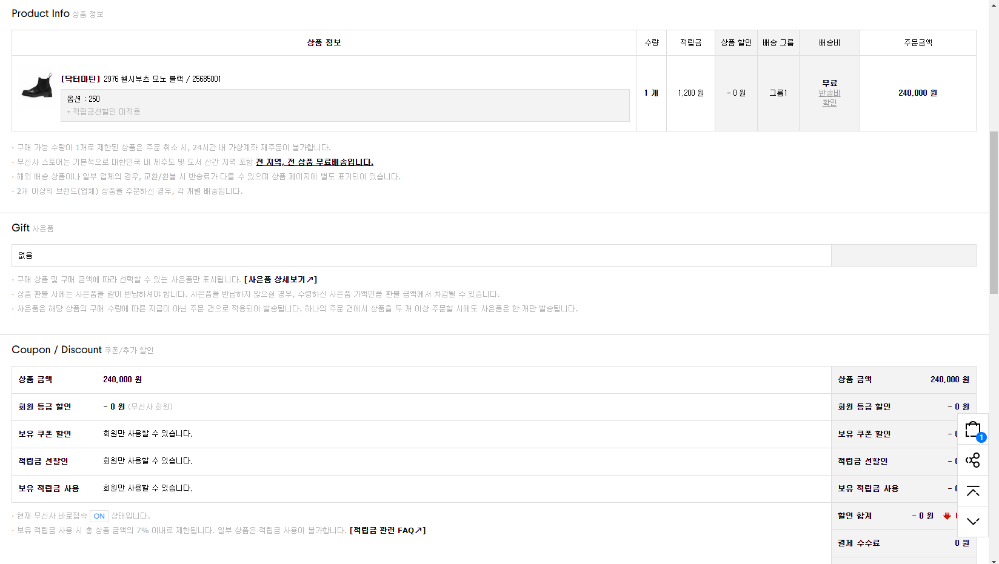 Product Info 상품 정보
상품 정보 수량 적립금 상품 할인 배송 그룹 배송비 주문금액
[닥터마틴] 2976 첼시부츠 모노 블랙 / 25685001
옵션 : 250
+ 적립금선할인 미적용
1 개 1,200 원 - 0 원 그룹1 무료 240,000 원
반송비
확인
· 구매 가능 수량이 1개로 제한된 상품은 주문 취소 시, 24시간 내 가상계좌 재주문이 불가합니다.
· 무신사 스토어는 기본적으로 대한민국 내 제주도 및 도서 산간 지역 포함 전 지역, 전 상품 무료배송입니다.
· 해외 배송 상품이나 일부 업체의 경우, 교환/환불 시 반송료가 다를 수 있으며 상품 페이지에 별도 표기되어 있습니다.
· 2개 이상의 브랜드(업체) 상품을 주문하신 경우, 각 개별 배송됩니다.
Gift 사은품
없음
· 구매 상품 및 구매 금액에 따라 선택할 수 있는 사은품만 표시됩니다. [사은품 상세보기↗]
· 상품 환불 시에는 사은품을 같이 반납하셔야 합니다. 사은품을 반납하지 않으실 경우, 수령하신 사은품 가액만큼 환불 금액에서 차감될 수 있습니다.
· 사은품은 해당 상품의 구매 수량에 따른 지급이 아닌 주문 건으로 적용되어 발송됩니다. 하나의 주문 건에서 상품을 두 개 이상 주문할 시에도 사은품은 한 개만 발송됩니다.
Coupon / Discount 쿠폰/추가 할인
상품 금액 240,000 원 상품 금액 240,000 원
회원 등급 할인 - 0 원 (무신사 회원) 회원 등급 할인 - 0 원
보유 쿠폰 할인 회원만 사용할 수 있습니다. 보유 쿠폰 할인 -
적립금 선할인 회원만 사용할 수 있습니다. 적립금 선할인 -
보유 적립금 사용 회원만 사용할 수 있습니다. 보유 적립금 사용 -
1
할인 합계 - 0 원
· 현재 무신사 바로접속 ON 상태입니다.
· 보유 적립금 사용 시 총 상품 금액의 7% 이내로 제한됩니다. 일부 상품은 적립금 사용이 불가합니다. [적립금 관련 FAQ↗]
결제 수수료 0 원